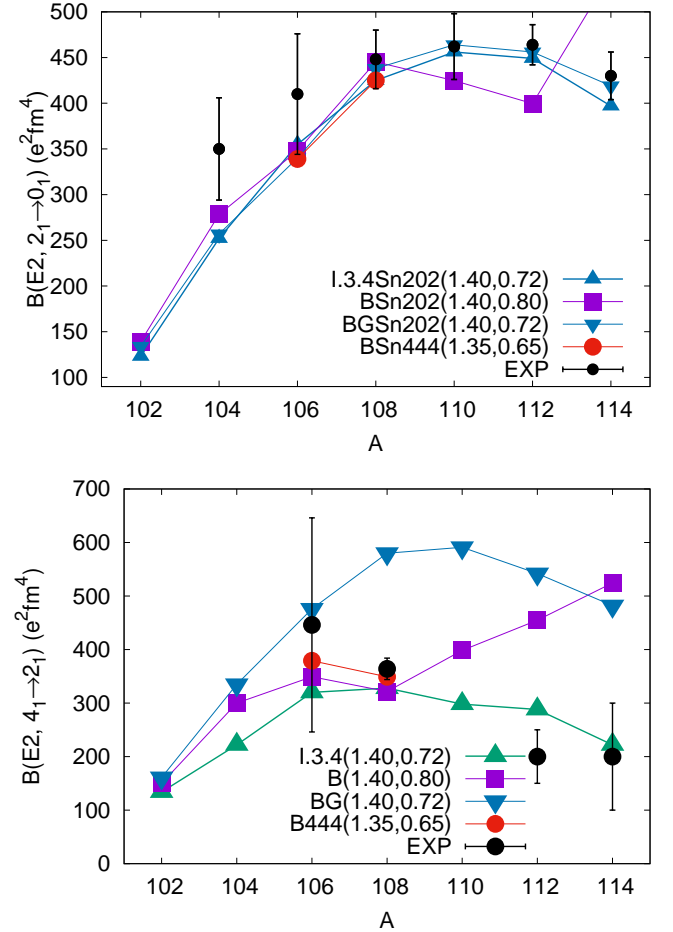 B(E2, 2₁→0₁) (e²fm⁴)
500
450
400
350
300
250
200
150
100
I.3.4Sn202(1.40,0.72)
BSn202(1.40,0.80)
BGSn202(1.40,0.72)
BSn444(1.35,0.65)
EXP
102 104 106 108 110 112 114
A
B(E2, 4₁→2₁) (e²fm⁴)
700
600
500
400
300
200
100
0
I.3.4(1.40,0.72)
B(1.40,0.80)
BG(1.40,0.72)
B444(1.35,0.65)
EXP
102 104 106 108 110 112 114
A